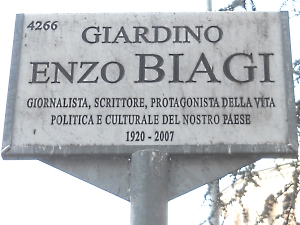 4266
GIARDINO
ENZO BIAGI
GIORNALISTA, SCRITTORE, PROTAGONISTA DELLA VITA
POLITICA E CULTURALE DEL NOSTRO PAESE
1920 - 2007